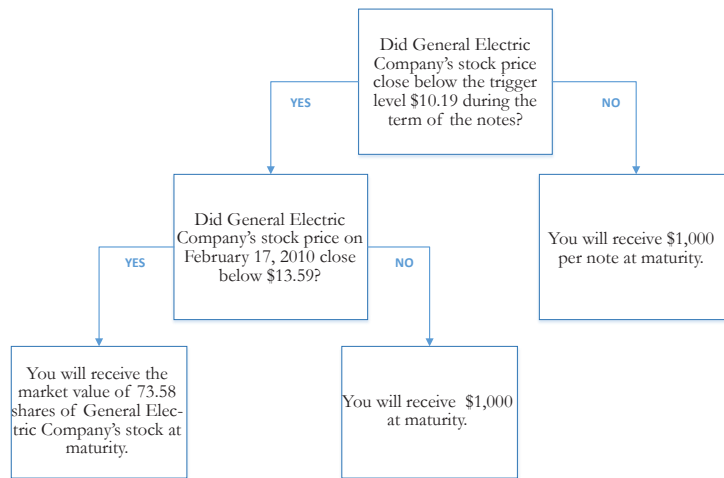 Did General Electric
Company's stock price
close below the trigger
level $10.19 during the
term of the notes?
YES
NO
Did General Electric
Company's stock price on
February 17, 2010 close
below $13.59?
You will receive $1,000
per note at maturity.
YES
NO
You will receive the
market value of 73.58
shares of General Elec-
tric Company's stock at
maturity.
You will receive $1,000
at maturity.